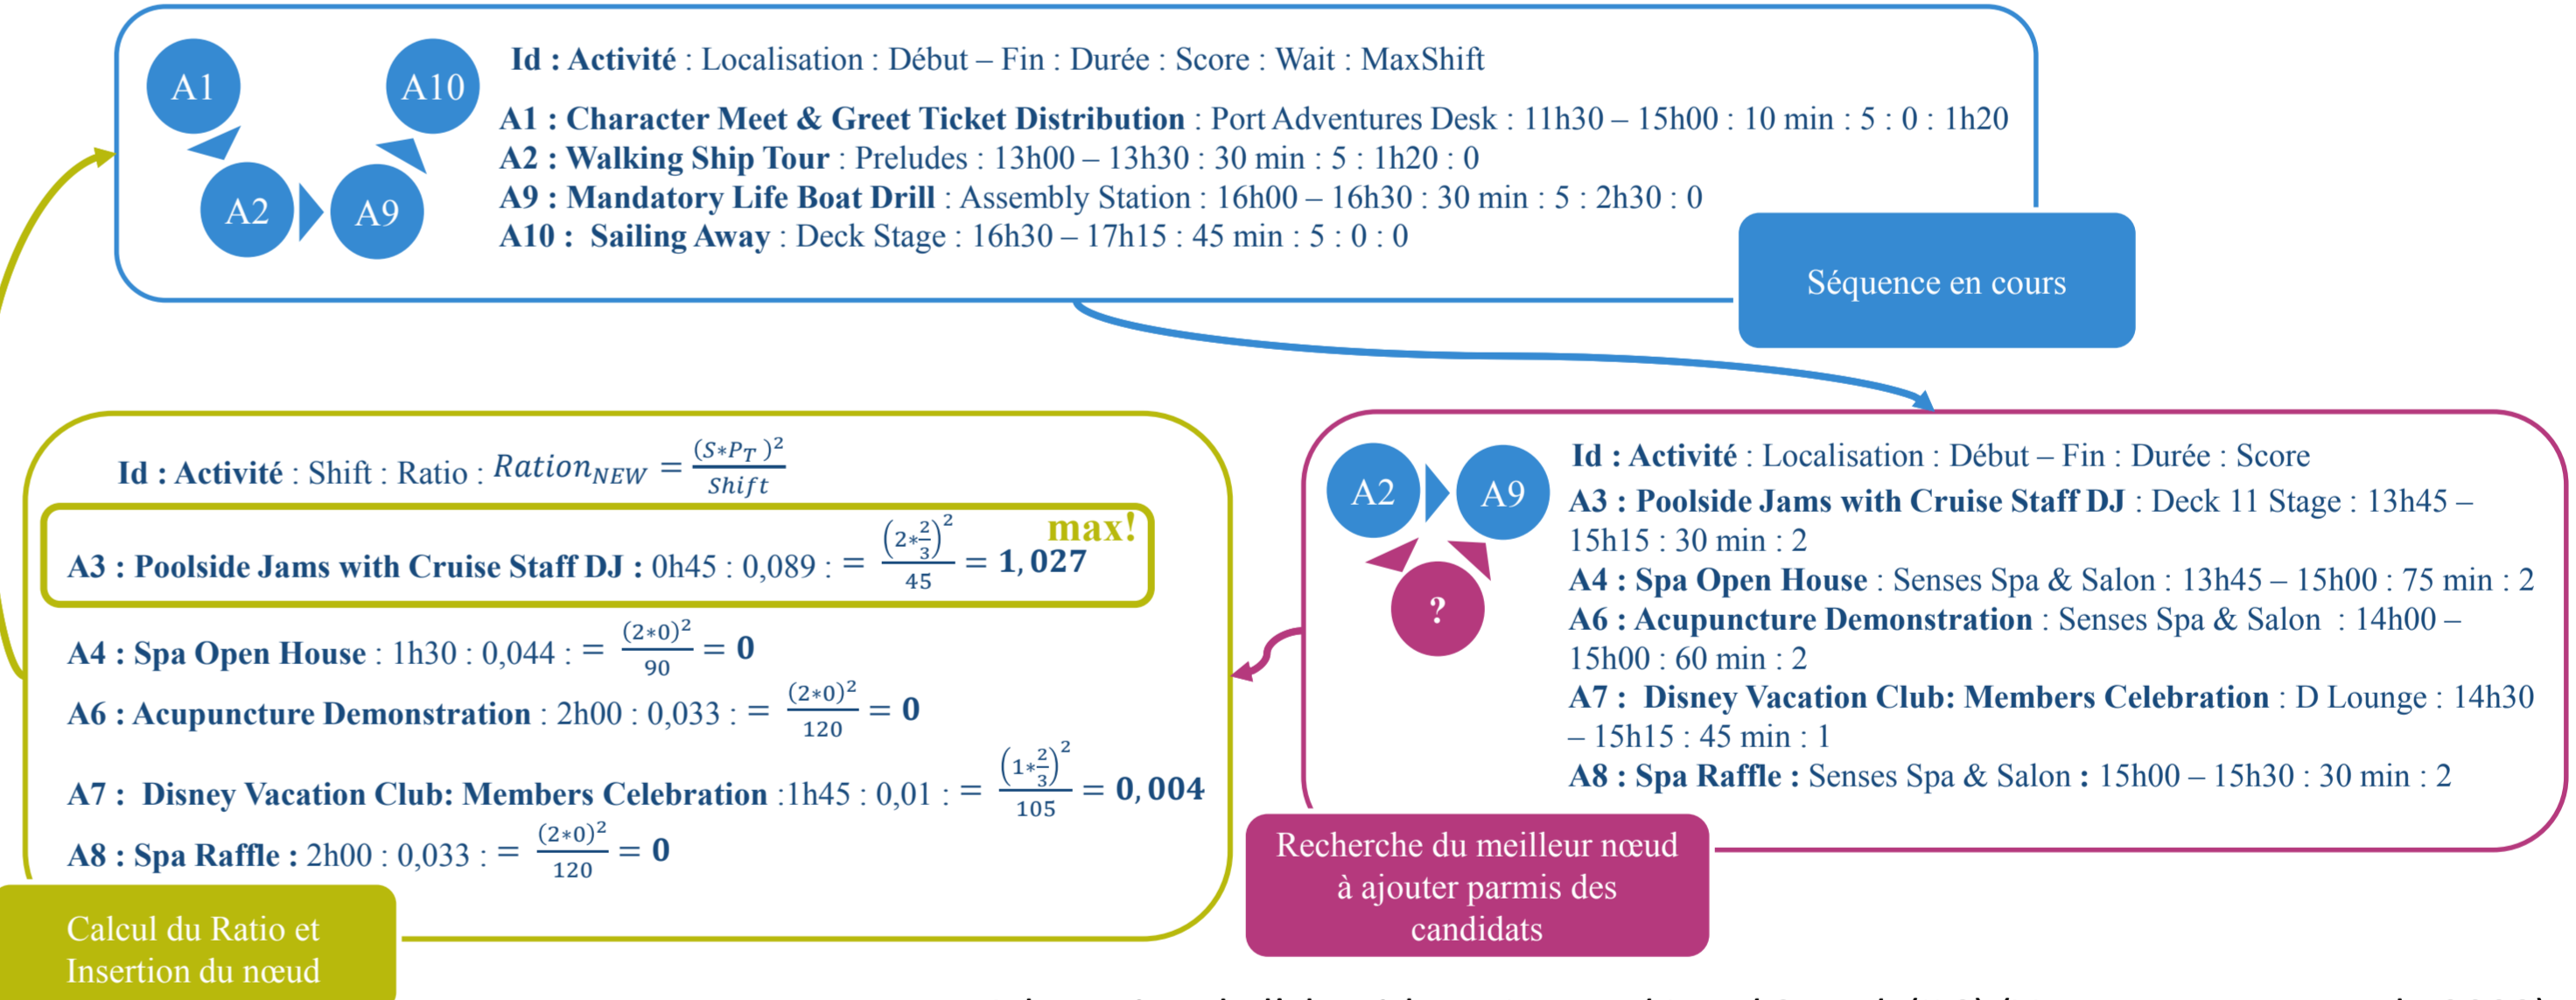 A1
A10
A2
A9
Id : Activité : Localisation : Début – Fin : Durée : Score : Wait : MaxShift
A1 : Character Meet & Greet Ticket Distribution : Port Adventures Desk : 11h30 – 15h00 : 10 min : 5 : 0 : 1h20
A2 : Walking Ship Tour : Preludes : 13h00 – 13h30 : 30 min : 5 : 1h20 : 0
A9 : Mandatory Life Boat Drill : Assembly Station : 16h00 – 16h30 : 30 min : 5 : 2h30 : 0
A10 : Sailing Away : Deck Stage : 16h30 – 17h15 : 45 min : 5 : 0 : 0
Séquence en cours
A2
A9
?
Id : Activité : Localisation : Début – Fin : Durée : Score
A3 : Poolside Jams with Cruise Staff DJ : Deck 11 Stage : 13h45 –
15h15 : 30 min : 2
A4 : Spa Open House : Senses Spa & Salon : 13h45 – 15h00 : 75 min : 2
A6 : Acupuncture Demonstration : Senses Spa & Salon : 14h00 –
15h00 : 60 min : 2
A7 : Disney Vacation Club: Members Celebration : D Lounge : 14h30
– 15h15 : 45 min : 1
A8 : Spa Raffle : Senses Spa & Salon : 15h00 – 15h30 : 30 min : 2
Recherche du meilleur nœud
à ajouter parmis des
candidats
Id : Activité : Shift : Ratio : Ration_NEW = (S*P_T)² / Shift
max!
A3 : Poolside Jams with Cruise Staff DJ : 0h45 : 0,089 : = (2*2/3)² / 45 = 1,027
A4 : Spa Open House : 1h30 : 0,044 : = (2*0)² / 90 = 0
A6 : Acupuncture Demonstration : 2h00 : 0,033 : = (2*0)² / 120 = 0
A7 : Disney Vacation Club: Members Celebration :1h45 : 0,01 : = (1*2/3)² / 105 = 0,004
A8 : Spa Raffle : 2h00 : 0,033 : = (2*0)² / 120 = 0
Calcul du Ratio et
Insertion du nœud